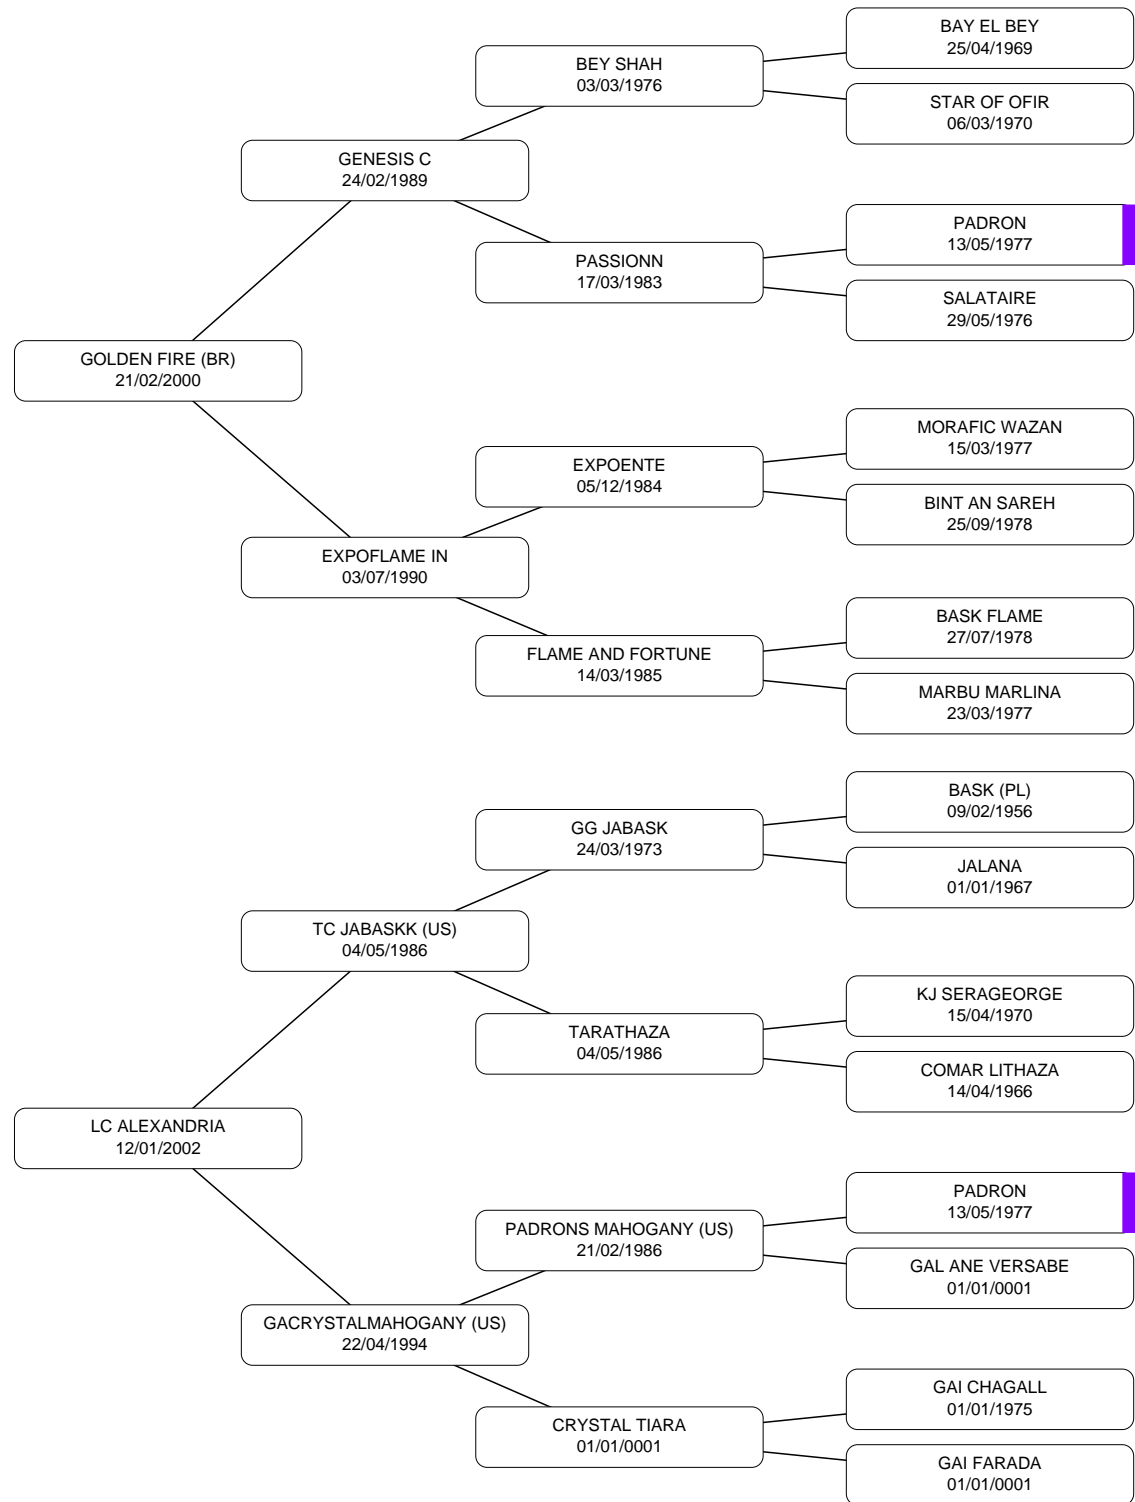 BAY EL BEY
25/04/1969
BEY SHAH
03/03/1976
STAR OF OFIR
06/03/1970
GENESIS C
24/02/1989
PADRON
13/05/1977
PASSIONN
17/03/1983
SALATAIRE
29/05/1976
GOLDEN FIRE (BR)
21/02/2000
MORAFIC WAZAN
15/03/1977
EXPOENTE
05/12/1984
BINT AN SAREH
25/09/1978
EXPOFLAME IN
03/07/1990
BASK FLAME
27/07/1978
FLAME AND FORTUNE
14/03/1985
MARBU MARLINA
23/03/1977
BASK (PL)
09/02/1956
GG JABASK
24/03/1973
JALANA
01/01/1967
TC JABASKK (US)
04/05/1986
KJ SERAGEORGE
15/04/1970
TARATHAZA
04/05/1986
COMAR LITHAZA
14/04/1966
LC ALEXANDRIA
12/01/2002
PADRON
13/05/1977
PADRONS MAHOGANY (US)
21/02/1986
GAL ANE VERSABE
01/01/0001
GACRYSTALMAHOGANY (US)
22/04/1994
GAI CHAGALL
01/01/1975
CRYSTAL TIARA
01/01/0001
GAI FARADA
01/01/0001